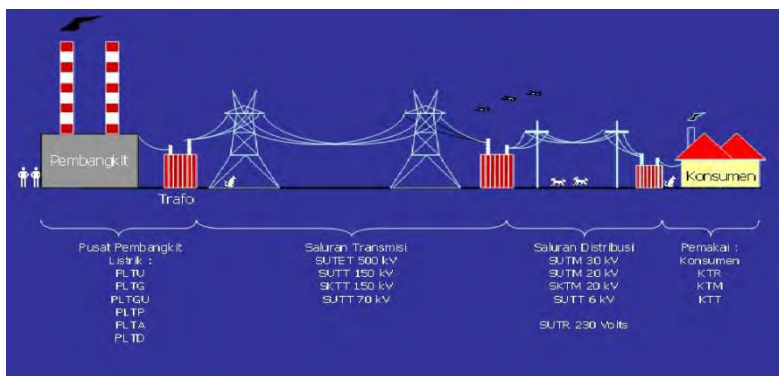 Pembangkit
Trafo
Konsumen
Pusat Pembangkit
Listrik :
PLTU
PLTG
PLTGU
PLTP
PLTA
PLTD
Saluran Transmisi
SUTET 500 kV
SUTT 150 kV
SKTT 150 kV
SUTT 70 kV
Saluran Distribusi
SUTM 30 kV
SUTM 20 kV
SKTM 20 kV
SUTT 6 kV
SUTR 230 Volts
Pemakai :
Konsumen
KTR
KTM
KTT